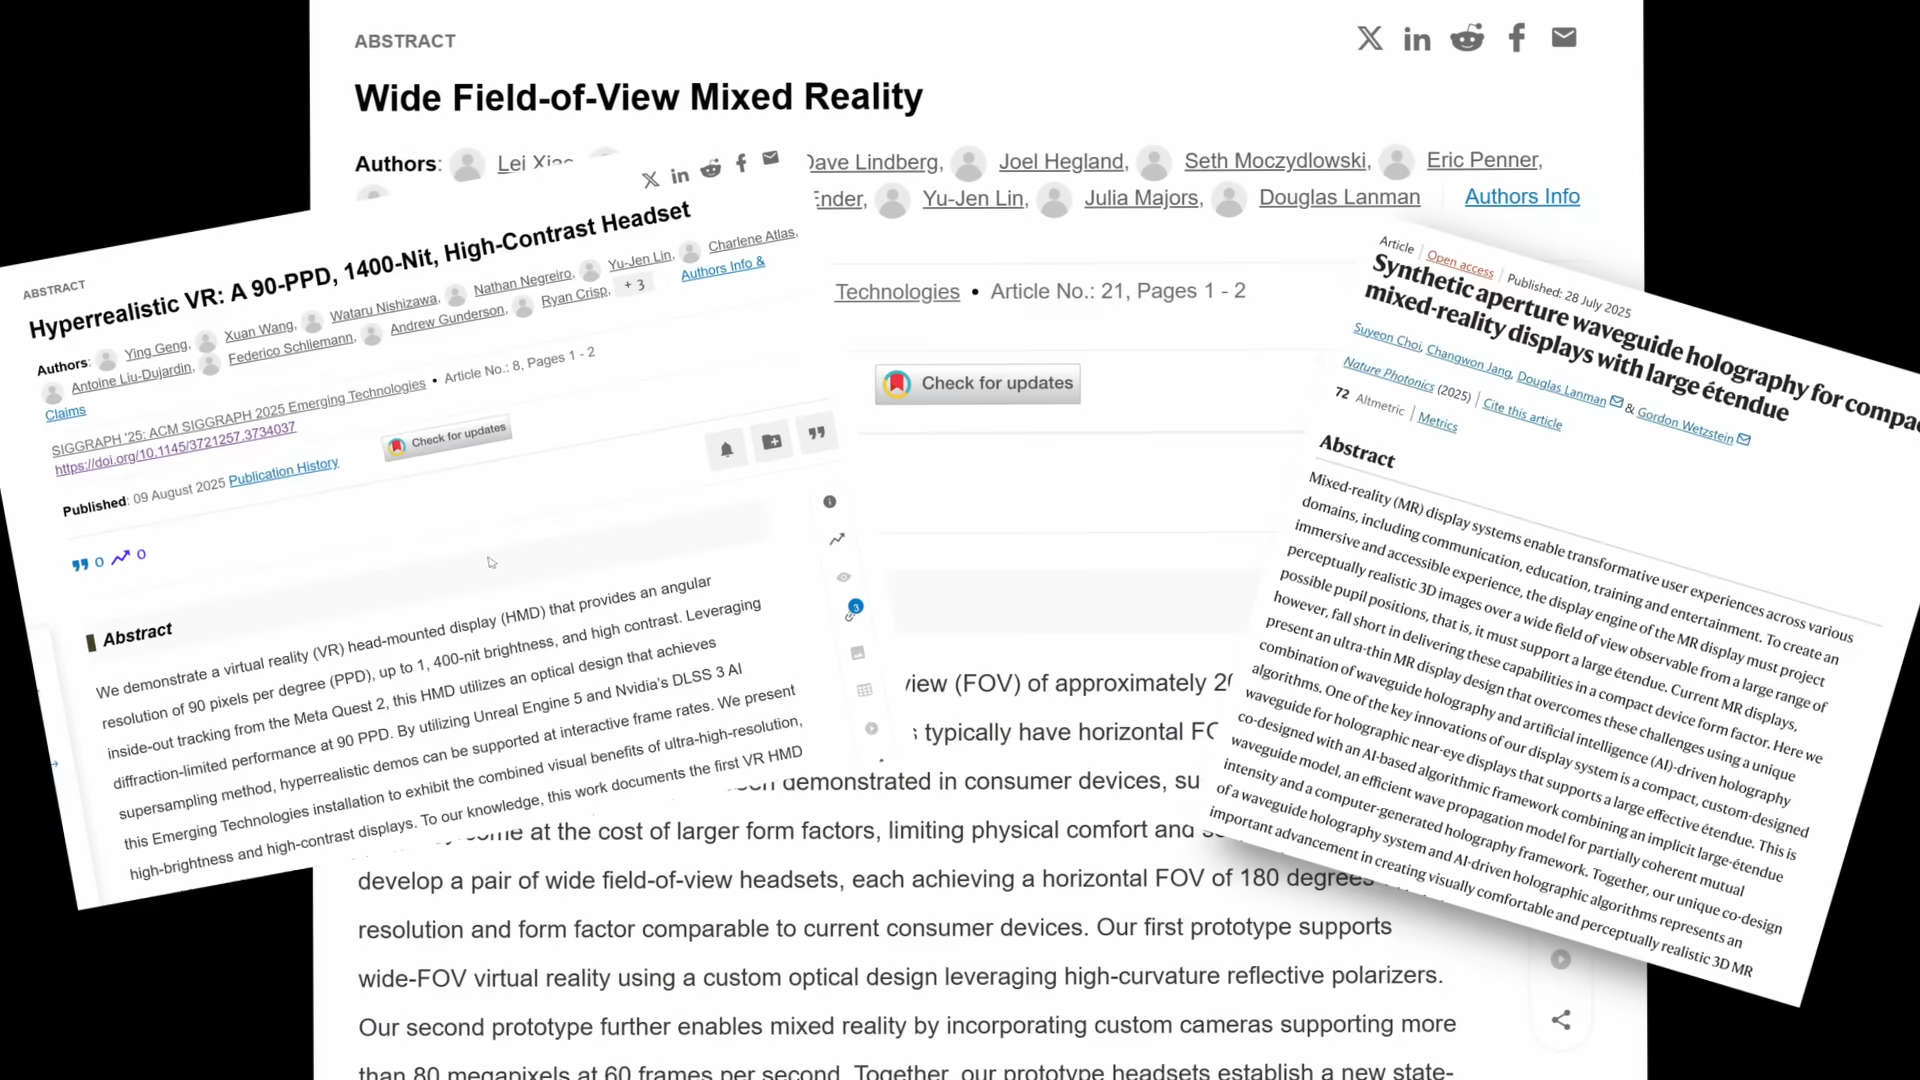 ABSTRACT
Wide Field-of-View Mixed Reality
Authors: Lei
Dave Lindberg, Joel Hegland, Seth Moczydlowski, Eric Penner,
Yu-Jen Lin, Julia Majors, Douglas Lanman Authors Info
Technologies • Article No.: 21, Pages 1 - 2
Check for updates
(FOV) of approximately
typically have horizontal
demonstrated in consumer devices,
at the cost of larger form factors, limiting physical comfort and
develop a pair of wide field-of-view headsets, each achieving a horizontal FOV of 180 degrees
resolution and form factor comparable to current consumer devices. Our first prototype supports
wide-FOV virtual reality using a custom optical design leveraging high-curvature reflective polarizers.
Our second prototype further enables mixed reality by incorporating custom cameras supporting more
than 80 megapixels at 60 frames per second. Together, our prototype headsets establish a new state-
ABSTRACT
Hyperrealistic VR: A 90-PPD, 1400-Nit, High-Contrast Headset
Authors: Ying Geng, Xuan Wang, Wataru Nishizawa, Nathan Negreiro, Yu-Jen Lin, Charlene Atlas,
Antoine Liu-Dujardin, Federico Schliemann, Andrew Gunderson, Ryan Crisp, + 3 Authors Info &
Claims
SIGGRAPH '25: ACM SIGGRAPH 2025 Emerging Technologies • Article No.: 8, Pages 1 - 2
https://doi.org/10.1145/3721257.3734037
Published: 09 August 2025 Publication History
Check for updates
0 0
3
Abstract
We demonstrate a virtual reality (VR) head-mounted display (HMD) that provides an angular
resolution of 90 pixels per degree (PPD), up to 1, 400-nit brightness, and high contrast. Leveraging
inside-out tracking from the Meta Quest 2, this HMD utilizes an optical design that achieves
diffraction-limited performance at 90 PPD. By utilizing Unreal Engine 5 and Nvidia's DLSS 3 AI
supersampling method, hyperrealistic demos can be supported at interactive frame rates. We present
this Emerging Technologies installation to exhibit the combined visual benefits of ultra-high-resolution,
high-brightness and high-contrast displays. To our knowledge, this work documents the first VR HMD
Article Open access Published: 28 July 2025
Synthetic aperture waveguide holography for compa
mixed-reality displays with large étendue
Suyeon Choi, Changwon Jang, Douglas Lanman & Gordon Wetzstein
Nature Photonics (2025) Cite this article
72 Altmetric Metrics
Abstract
Mixed-reality (MR) display systems enable transformative user experiences across various
domains, including communication, education, training and entertainment. To create an
immersive and accessible experience, the display engine of the MR display must project
perceptually realistic 3D images over a wide field of view observable from a large range of
possible pupil positions, that is, it must support a large étendue. Current MR displays,
however, fall short in delivering these capabilities in a compact device form factor. Here we
present an ultra-thin MR display design that overcomes these challenges using a unique
combination of waveguide holography and artificial intelligence (AI)-driven holography
algorithms. One of the key innovations of our display system is a compact, custom-designed
waveguide for holographic near-eye displays that supports a large effective étendue. This is
co-designed with an AI-based algorithmic framework combining an implicit large-étendue
waveguide model, an efficient wave propagation model for partially coherent mutual
intensity and a computer-generated holography framework. Together, our unique co-design
of a waveguide holography system and AI-driven holographic algorithms represents an
important advancement in creating visually comfortable and perceptually realistic 3D MR